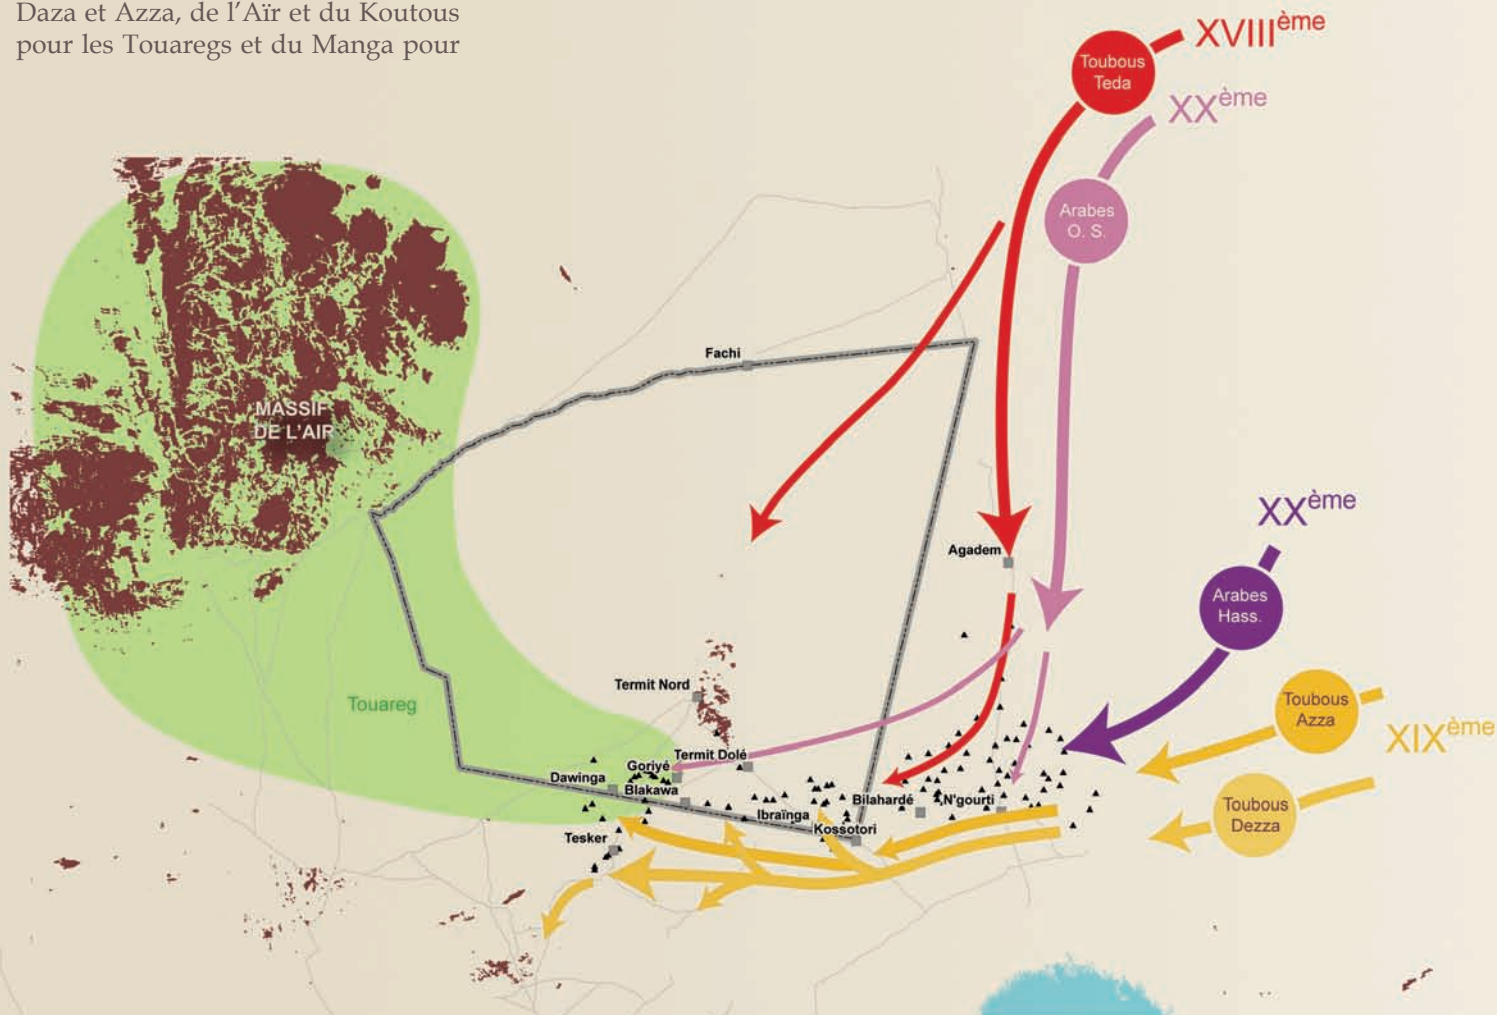 Daza et Azza, de l’Aïr et du Koutous
pour les Touaregs et du Manga pour
XVIIIème
Toubous
Teda
XXème
Arabes
O. S.
Fachi
MASSIF
DE L'AIR
XXème
Agadem
Arabes
Hass.
Termit Nord
Touareg
Toubous
Azza
XIXème
Termit Dolé
Goriyé
Dawinga
Blakawa
Bilahardé
N'gourti
Toubous
Dezza
Ibraïnga
Kossotori
Tesker